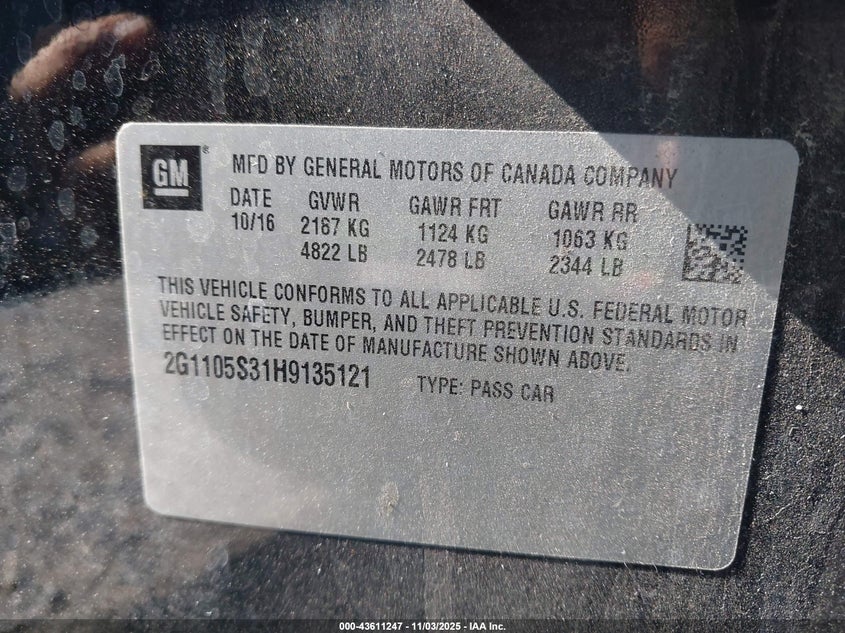 GM®
MFD BY GENERAL MOTORS OF CANADA COMPANY
DATE GVWR GAWR FRT GAWR RR
10/16 2187 KG 1124 KG 1063 KG
4822 LB 2478 LB 2344 LB
THIS VEHICLE CONFORMS TO ALL APPLICABLE U.S. FEDERAL MOTOR
VEHICLE SAFETY, BUMPER, AND THEFT PREVENTION STANDARDS IN
EFFECT ON THE DATE OF MANUFACTURE SHOWN ABOVE.
2G1105S31H9135121 TYPE: PASS CAR
000-43611247 - 11/03/2025 - IAA Inc.